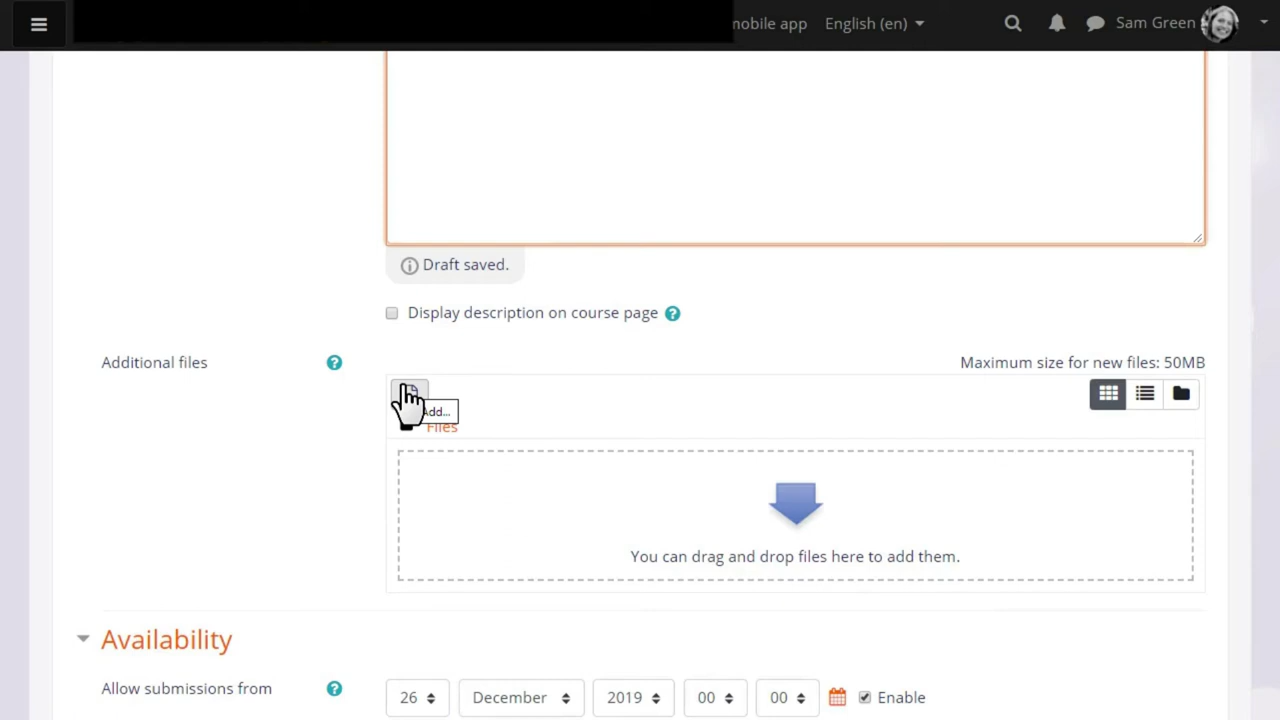 mobile app English (en) Sam Green
Draft saved.
Display description on course page
Additional files Maximum size for new files: 50MB
Add...
Files
You can drag and drop files here to add them.
Availability
Allow submissions from 26 December 2019 00 00 Enable